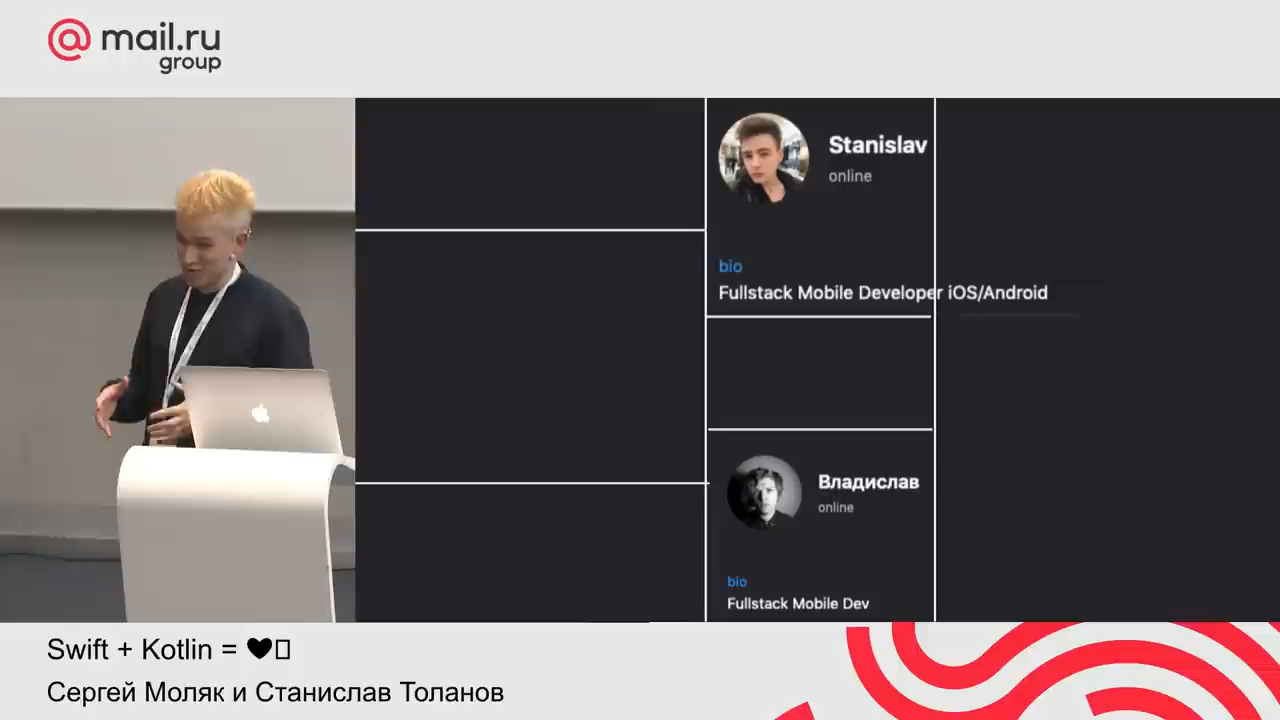 @mail.ru
group
Stanislav
online
bio
Fullstack Mobile Developer iOS/Android
Владислав
online
bio
Fullstack Mobile Dev
Swift + Kotlin = 🖤
Сергей Моляк и Станислав Толанов